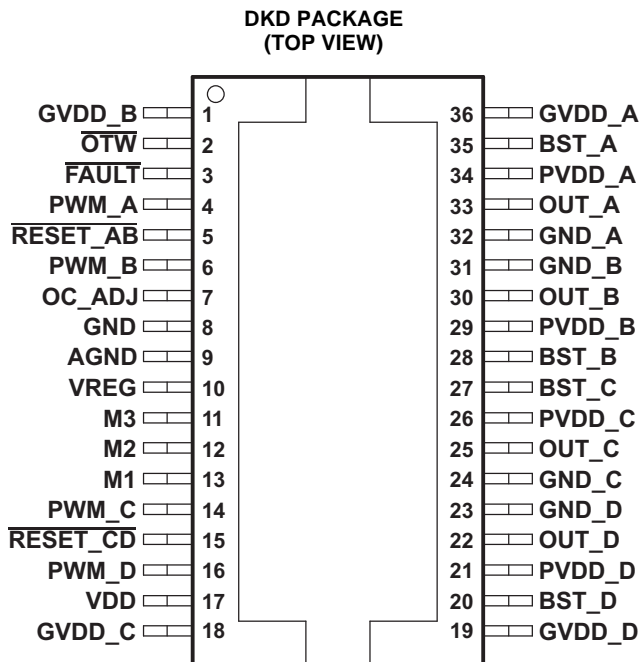 DKD PACKAGE
(TOP VIEW)
GVDD_B 1 36 GVDD_A
OTW 2 35 BST_A
FAULT 3 34 PVDD_A
PWM_A 4 33 OUT_A
RESET_AB 5 32 GND_A
PWM_B 6 31 GND_B
OC_ADJ 7 30 OUT_B
GND 8 29 PVDD_B
AGND 9 28 BST_B
VREG 10 27 BST_C
M3 11 26 PVDD_C
M2 12 25 OUT_C
M1 13 24 GND_C
PWM_C 14 23 GND_D
RESET_CD 15 22 OUT_D
PWM_D 16 21 PVDD_D
VDD 17 20 BST_D
GVDD_C 18 19 GVDD_D